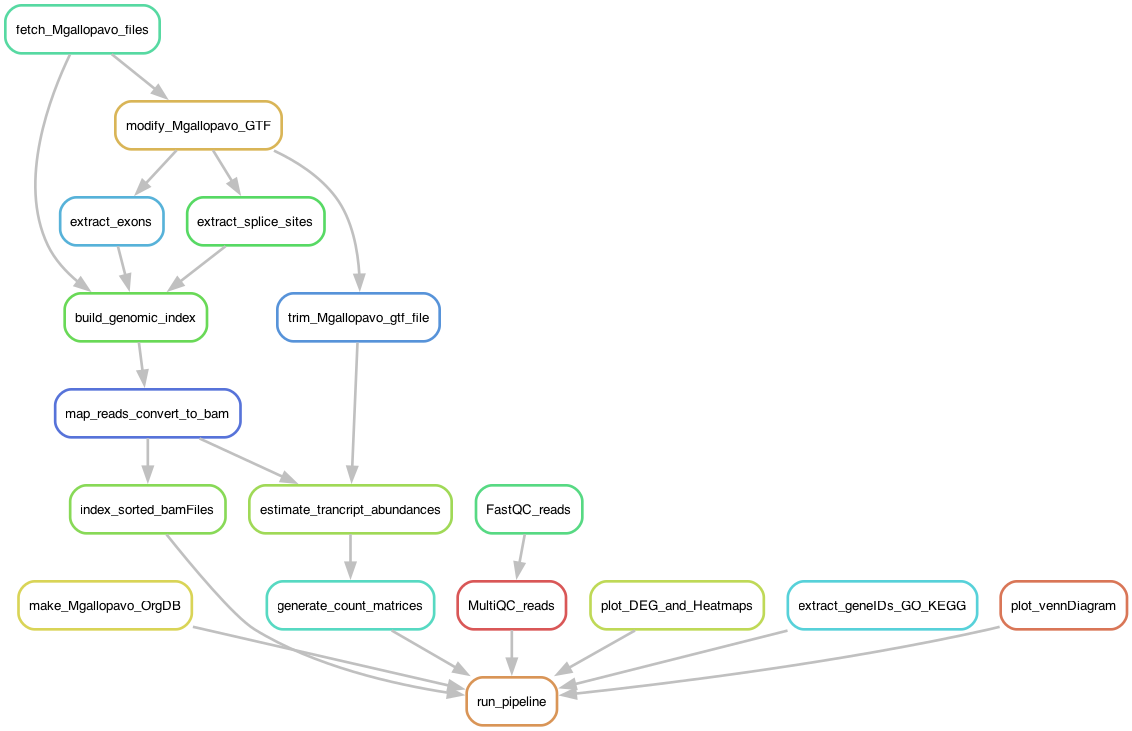 fetch_Mgallopavo_files
modify_Mgallopavo_GTF
extract_exons
extract_splice_sites
build_genomic_index
trim_Mgallopavo_gtf_file
map_reads_convert_to_bam
index_sorted_bamFiles
estimate_trancript_abundances
FastQC_reads
make_Mgallopavo_OrgDB
generate_count_matrices
MultiQC_reads
plot_DEG_and_Heatmaps
extract_geneIDs_GO_KEGG
plot_vennDiagram
run_pipeline